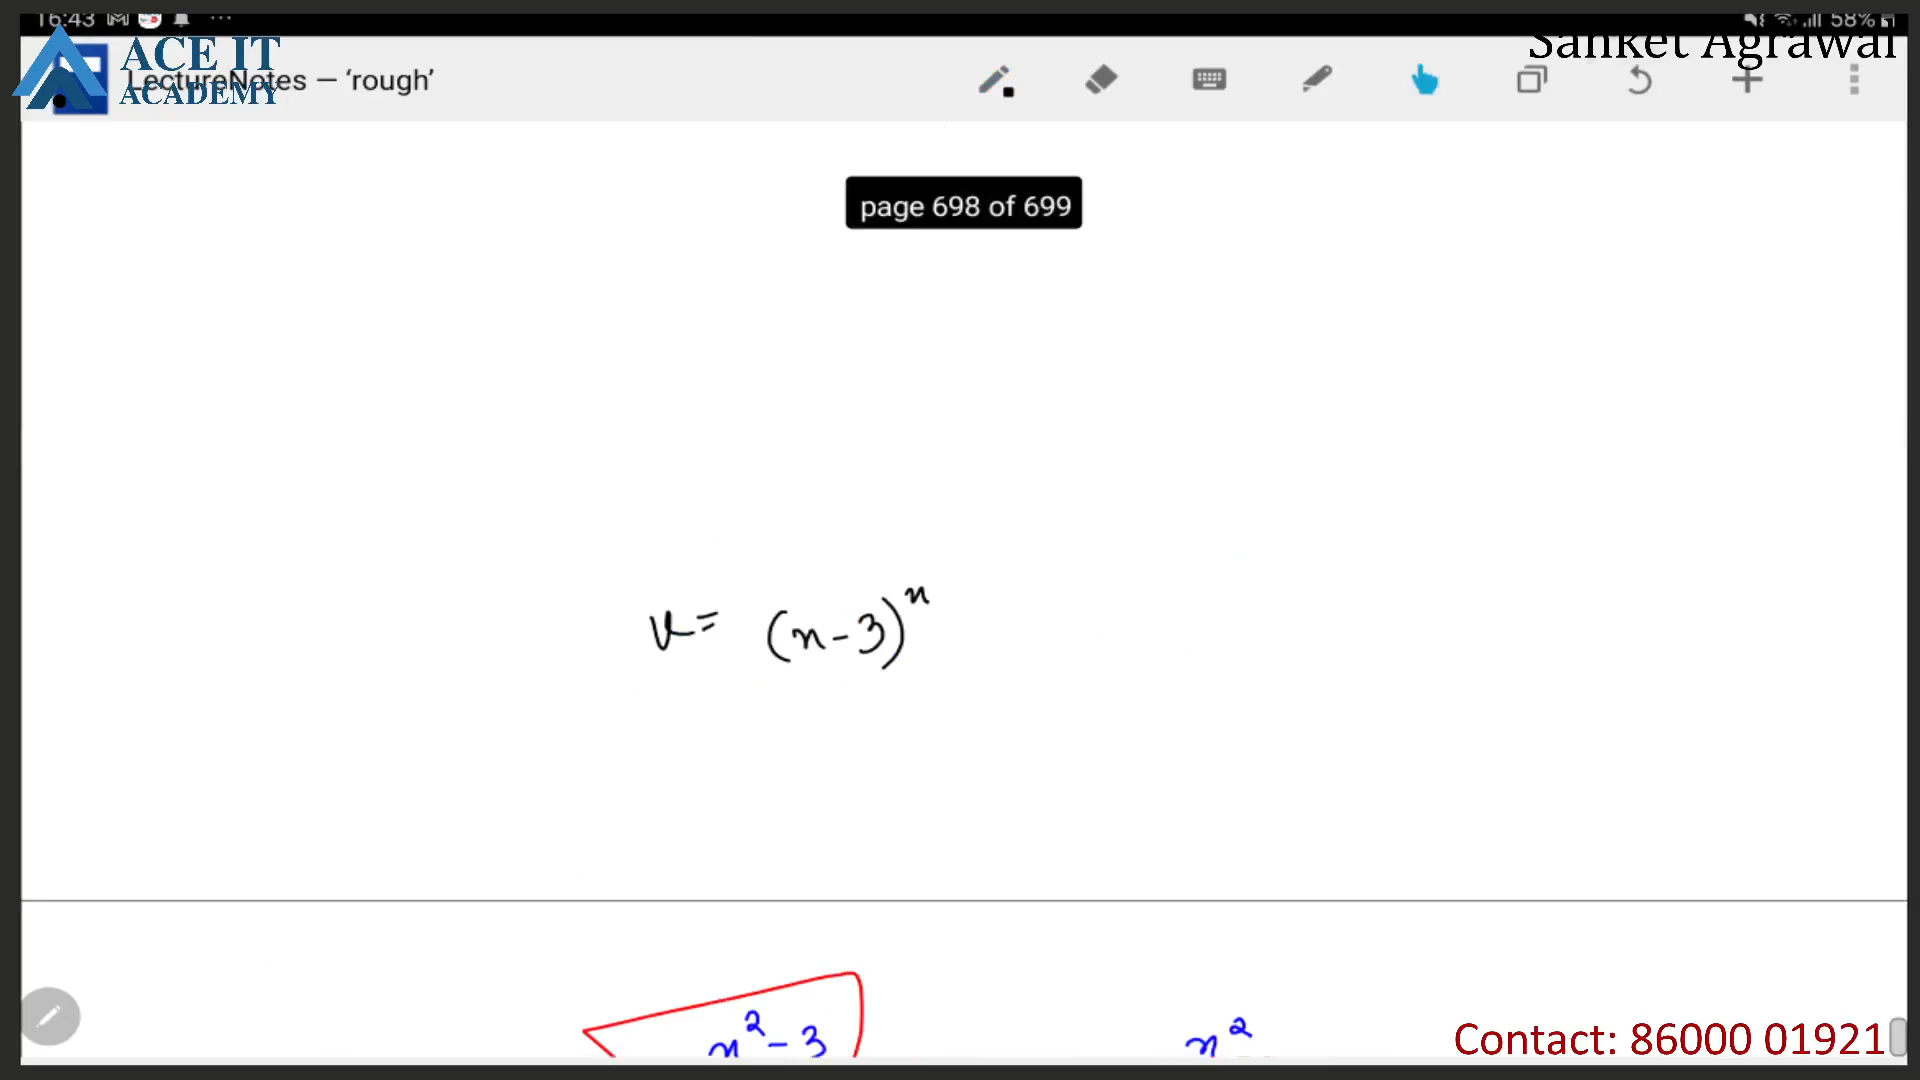 16:43 58%
Sanket Agrawal
ACE IT
ACADEMY
LectureNotes — ‘rough’
page 698 of 699
v = (x-3)^x
x^2 - 3 x^2
Contact: 86000 01921